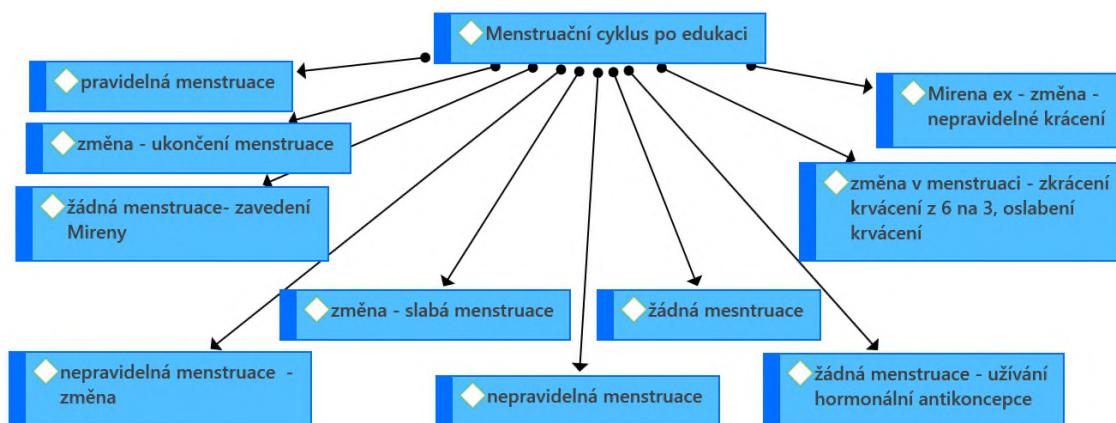 Menstruační cyklus po edukaci
pravidelná menstruace
změna - ukončení menstruace
žádná menstruace- zavedení
Mireny
Mirena ex - změna -
nepravidelné krácení
změna v menstruaci - zkrácení
krvácení z 6 na 3, oslabení
krvácení
změna - slabá menstruace
žádná mesntruace
nepravidelná menstruace -
změna
nepravidelná menstruace
žádná menstruace - užívání
hormonální antikoncepce